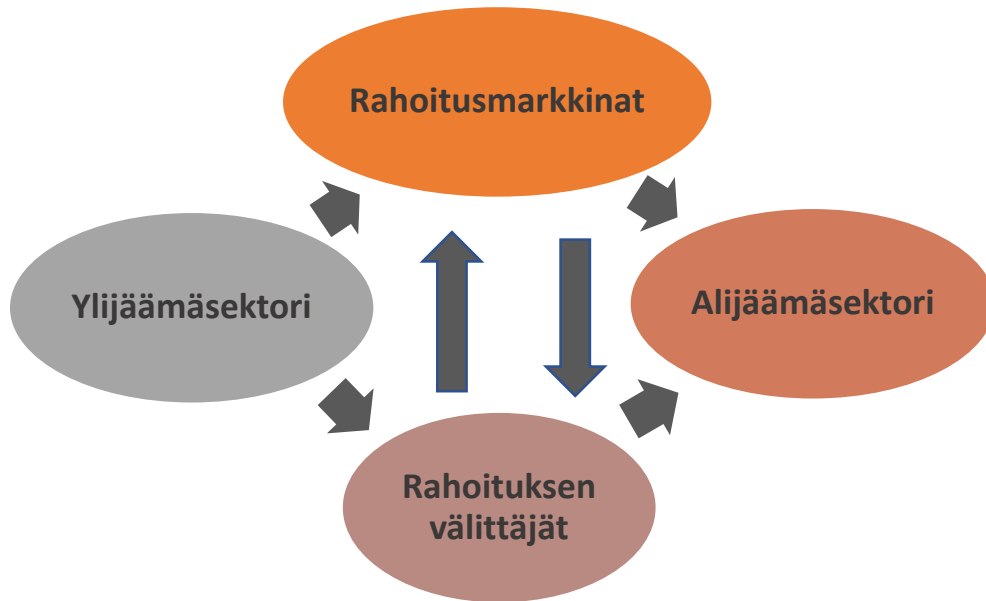 Rahoitusmarkkinat
Ylijäämäsektori
Alijäämäsektori
Rahoituksen
välittäjät